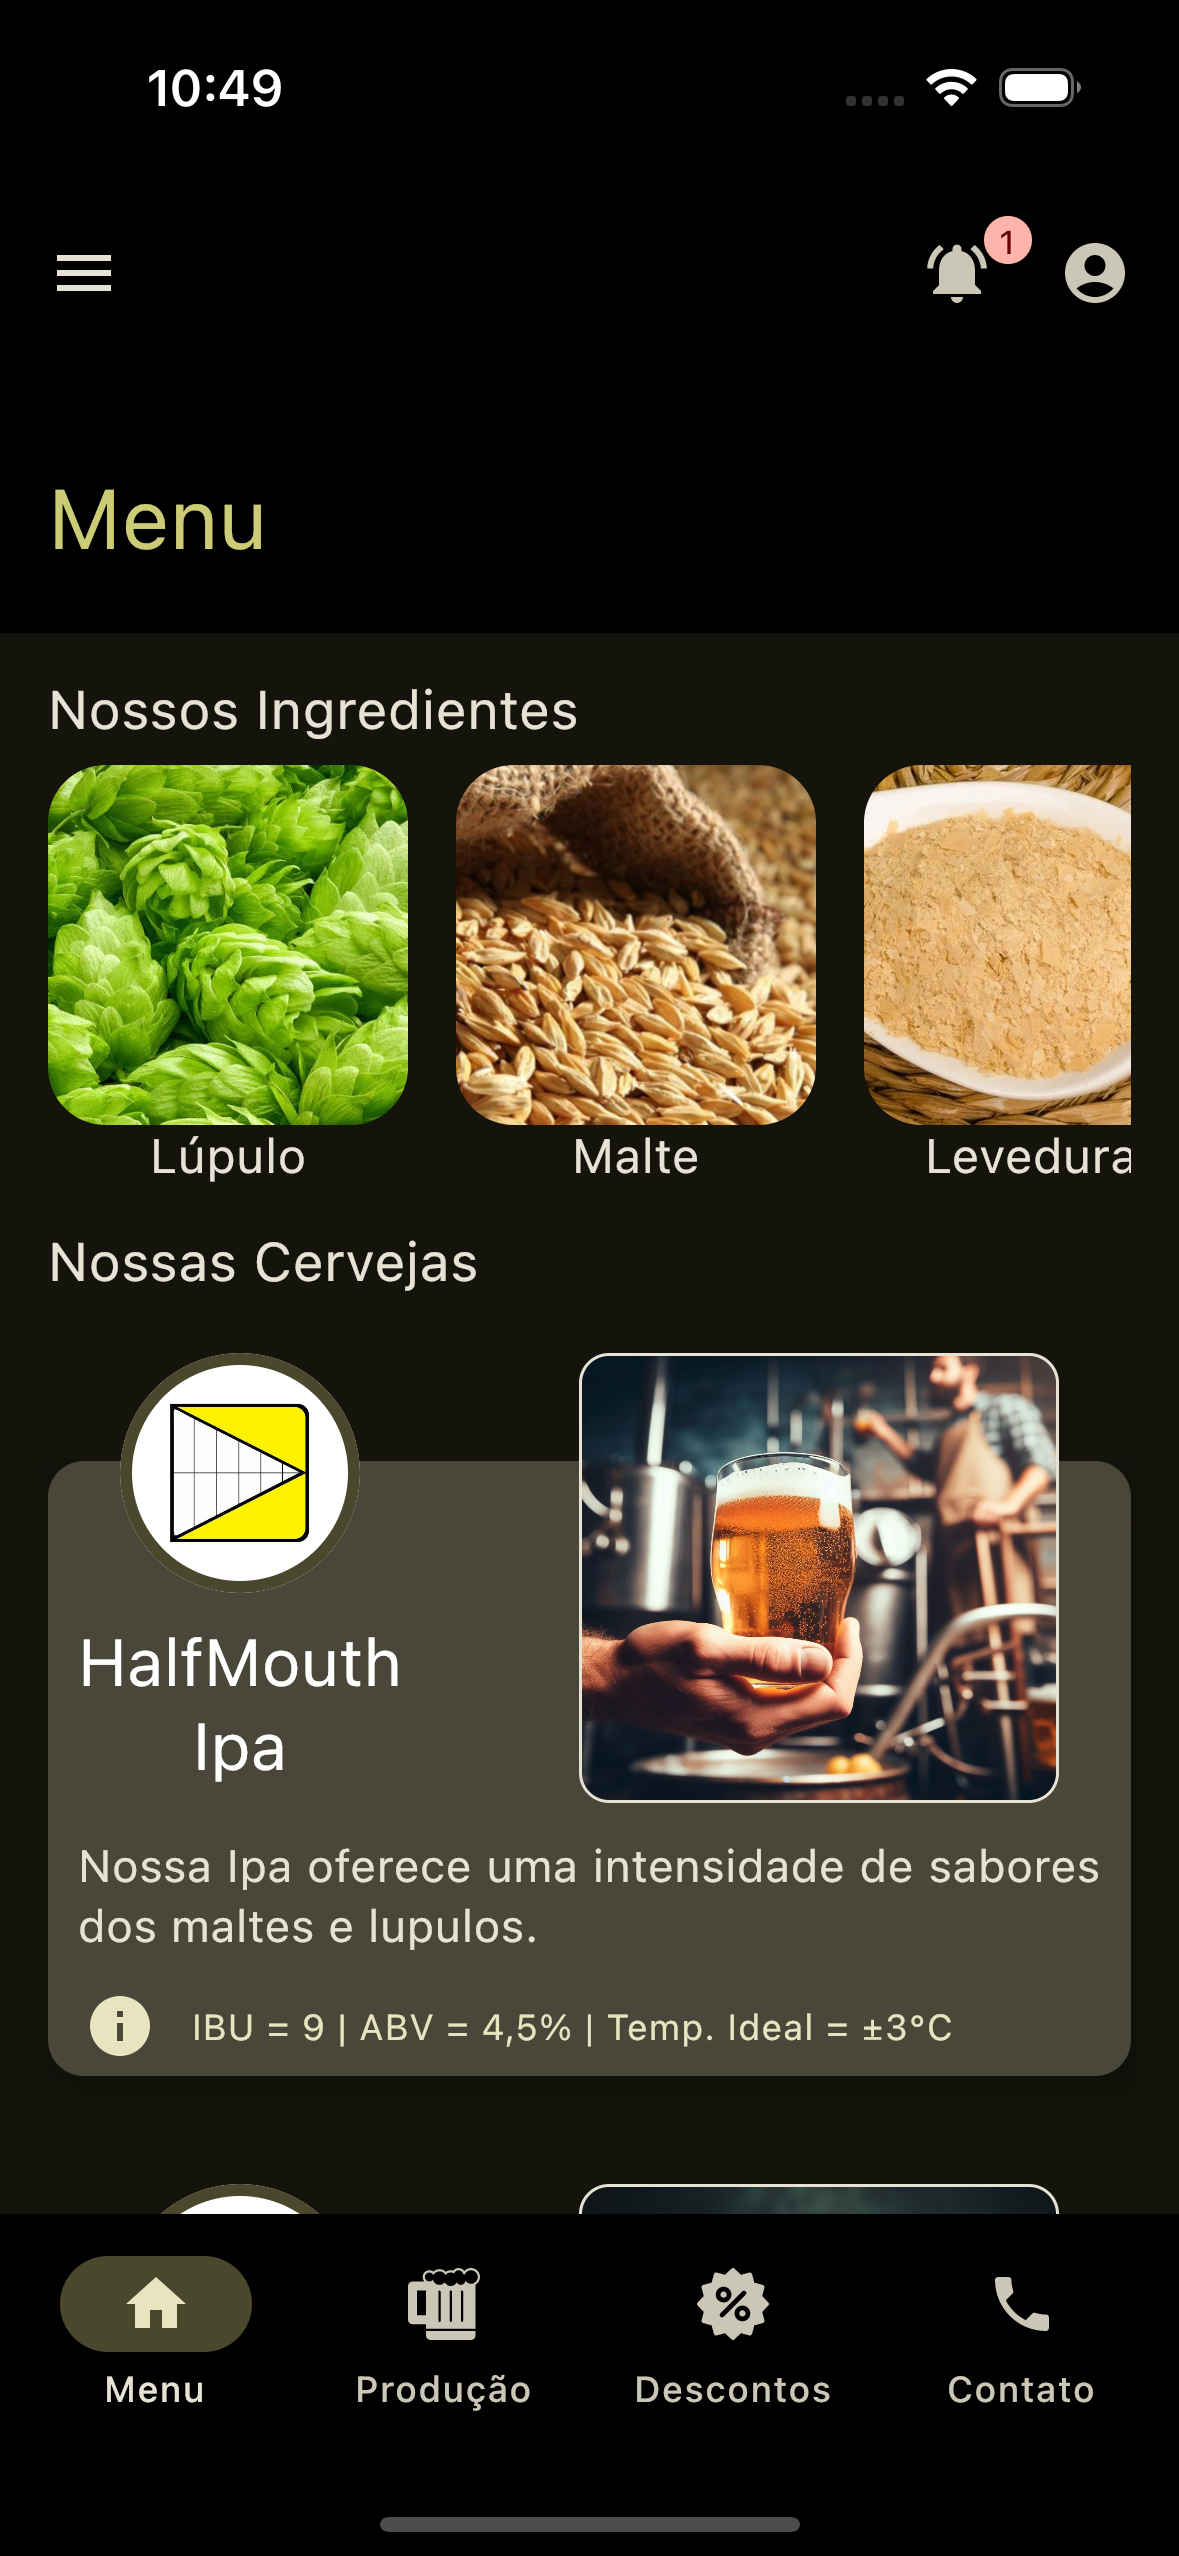 10:49
1
Menu
Nossos Ingredientes
Lúpulo
Malte
Levedura
Nossas Cervejas
HalfMouth
Ipa
Nossa Ipa oferece uma intensidade de sabores
dos maltes e lupulos.
IBU = 9 | ABV = 4,5% | Temp. Ideal = ±3°C
Menu
Produção
Descontos
Contato